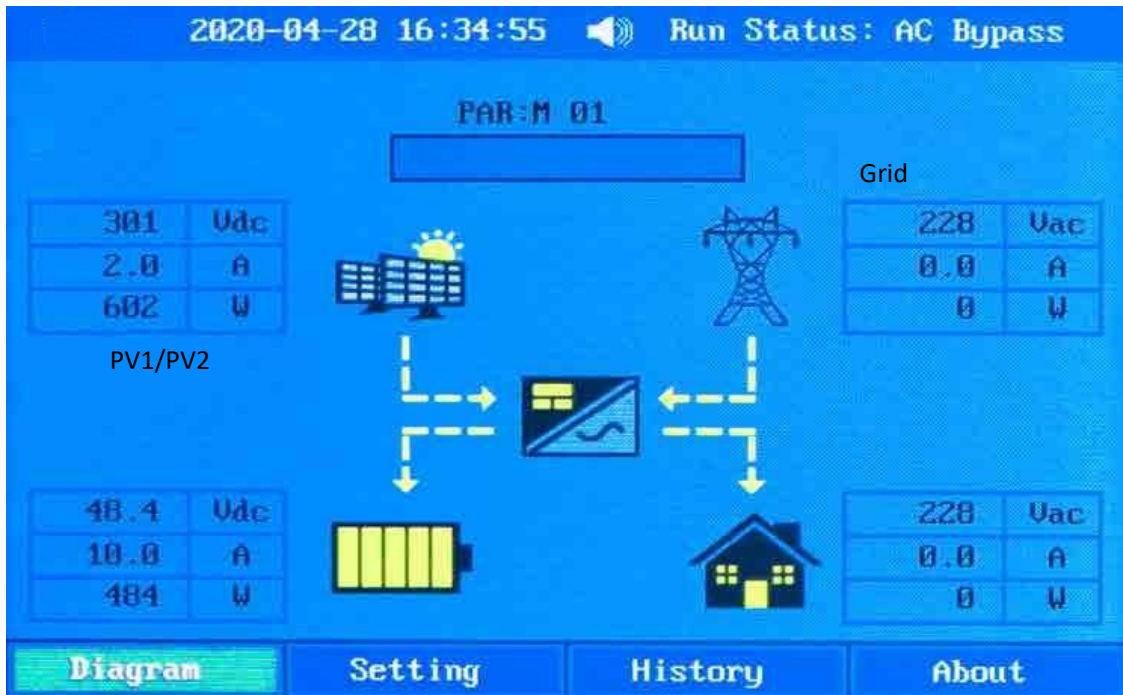 2020-04-28 16:34:55 Run Status: AC Bypass
PAR:M 01
Grid
301 Vdc
2.0 A
602 W
228 Vac
0.0 A
0 W
PV1/PV2
48.4 Vdc
10.0 A
484 W
228 Vac
0.0 A
0 W
Diagram Setting History About